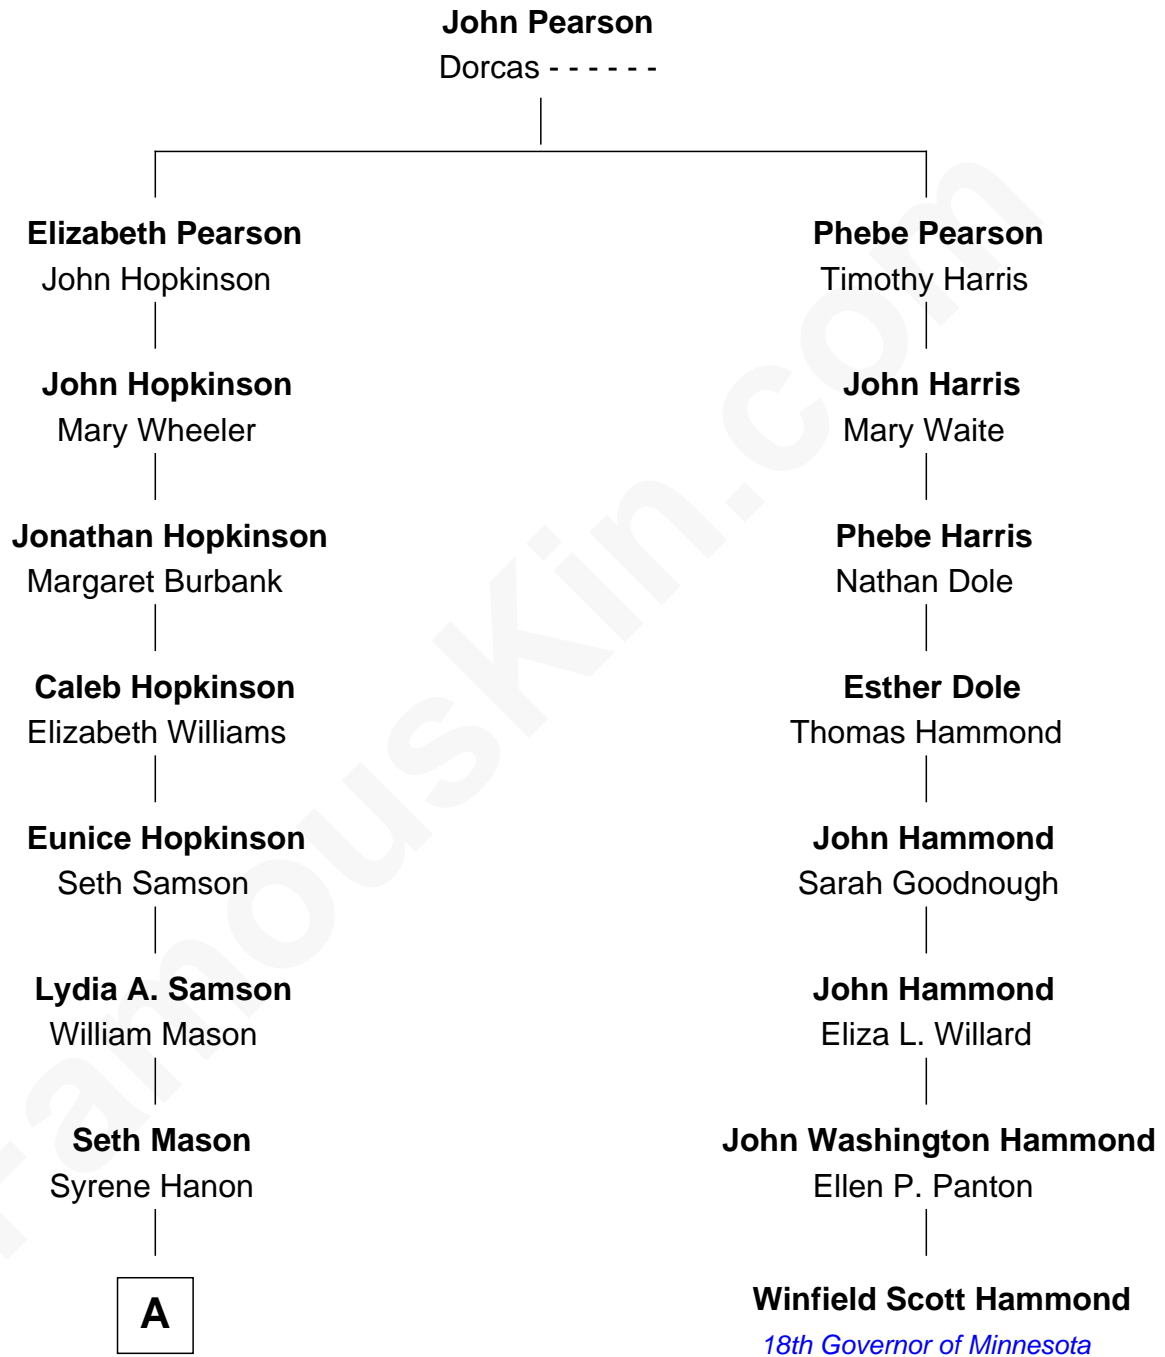 John Pearson
Dorcas - - - - - -
Elizabeth Pearson
John Hopkinson
Phebe Pearson
Timothy Harris
John Hopkinson
Mary Wheeler
John Harris
Mary Waite
Jonathan Hopkinson
Margaret Burbank
Phebe Harris
Nathan Dole
Caleb Hopkinson
Elizabeth Williams
Esther Dole
Thomas Hammond
Eunice Hopkinson
Seth Samson
John Hammond
Sarah Goodnough
Lydia A. Samson
William Mason
John Hammond
Eliza L. Willard
Seth Mason
Syrene Hanon
John Washington Hammond
Ellen P. Panton
A
Winfield Scott Hammond
18th Governor of Minnesota
FamousKin.com